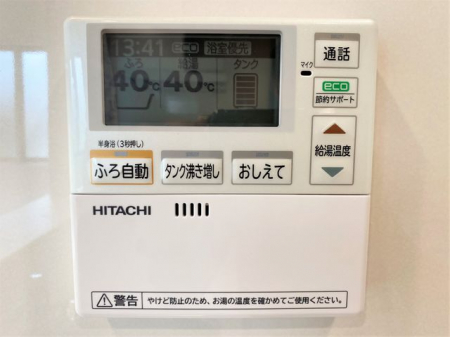 13:41 eco 浴室優先
ふろ 給湯 タンク
40℃ 40℃
通話
マイク
eco
節約サポート
給湯温度
半身浴(3秒押し)
ふろ自動 タンク沸き増し おしえて
HITACHI
警告 やけど防止のため、お湯の温度を確かめてご使用ください。